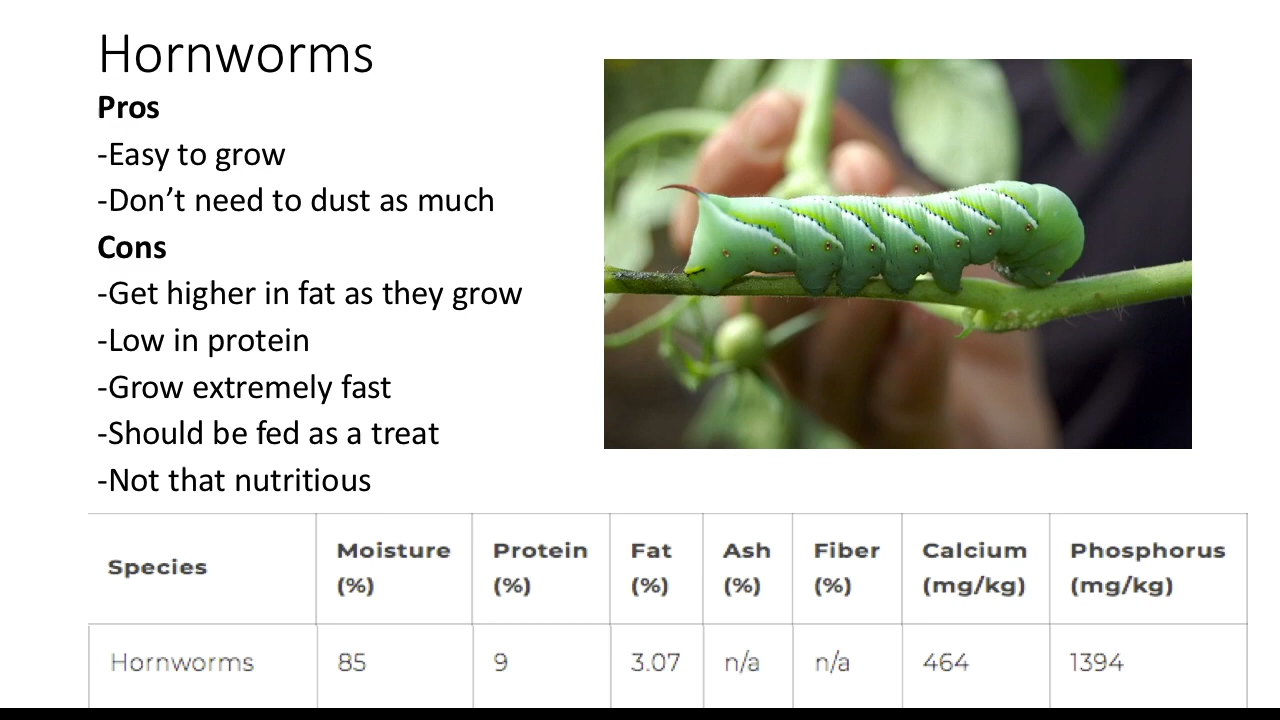 Hornworms
Pros
-Easy to grow
-Don’t need to dust as much
Cons
-Get higher in fat as they grow
-Low in protein
-Grow extremely fast
-Should be fed as a treat
-Not that nutritious
Species Moisture (%) Protein (%) Fat (%) Ash (%) Fiber (%) Calcium (mg/kg) Phosphorus (mg/kg)
Hornworms 85 9 3.07 n/a n/a 464 1394